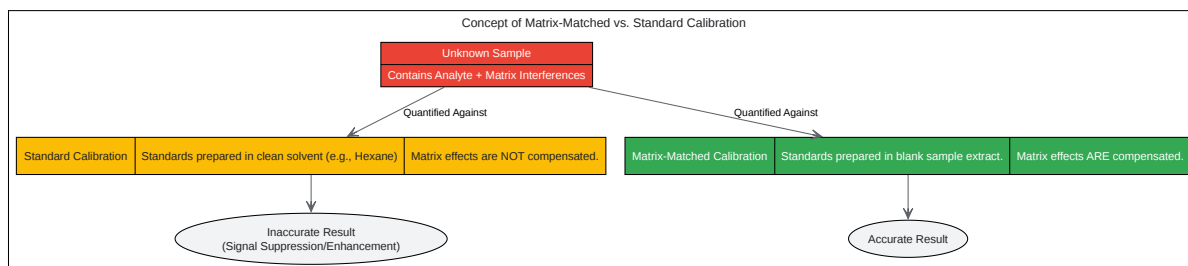 Concept of Matrix-Matched vs. Standard Calibration
Unknown Sample
Contains Analyte + Matrix Interferences
Quantified Against
Quantified Against
Standard Calibration
Standards prepared in clean solvent (e.g., Hexane)
Matrix effects are NOT compensated.
Matrix-Matched Calibration
Standards prepared in blank sample extract.
Matrix effects ARE compensated.
Inaccurate Result
(Signal Suppression/Enhancement)
Accurate Result